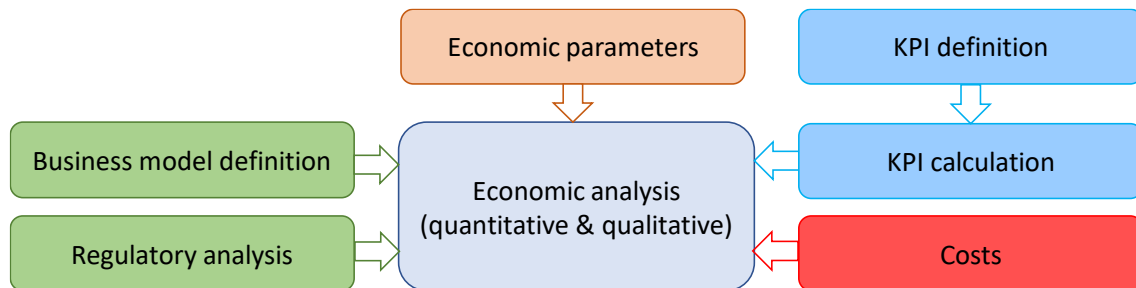 Economic parameters
KPI definition
Business model definition
KPI calculation
Economic analysis
(quantitative & qualitative)
Regulatory analysis
Costs